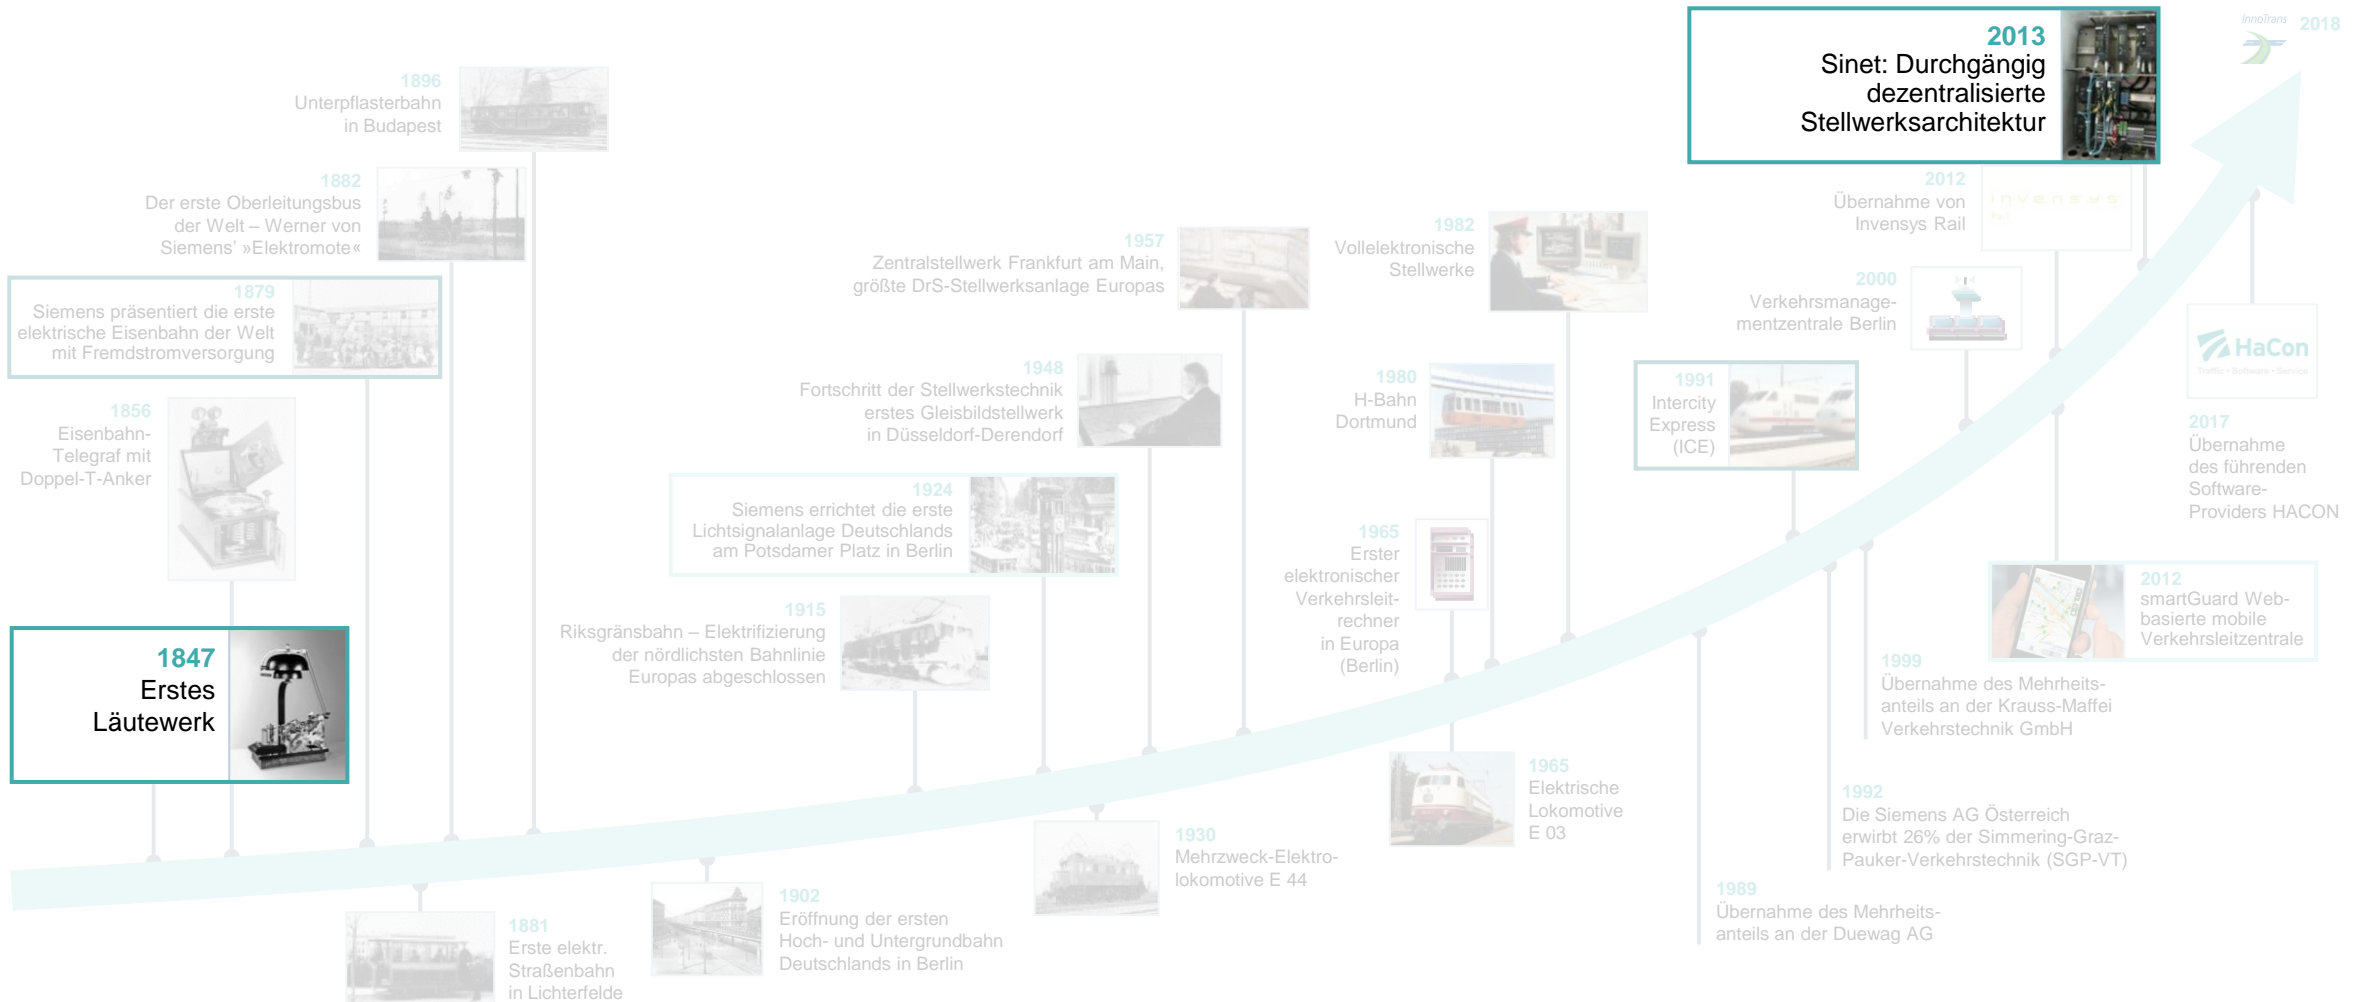 1847
Erstes
Läutewerk
1856
Eisenbahn-
Telegraf mit
Doppel-T-Anker
1879
Siemens präsentiert die erste
elektrische Eisenbahn der Welt
mit Fremdstromversorgung
1881
Erste elektr.
Straßenbahn
in Lichterfelde
1882
Der erste Oberleitungsbus
der Welt – Werner von
Siemens’ »Elektromote«
1896
Unterpflasterbahn
in Budapest
1902
Eröffnung der ersten
Hoch- und Untergrundbahn
Deutschlands in Berlin
1915
Riksgränsbahn – Elektrifizierung
der nördlichsten Bahnlinie
Europas abgeschlossen
1924
Siemens errichtet die erste
Lichtsignalanlage Deutschlands
am Potsdamer Platz in Berlin
1930
Mehrzweck-Elektro-
lokomotive E 44
1948
Fortschritt der Stellwerkstechnik
erstes Gleisbildstellwerk
in Düsseldorf-Derendorf
1957
Zentralstellwerk Frankfurt am Main,
größte DrS-Stellwerksanlage Europas
1965
Erster
elektronischer
Verkehrsleit-
rechner
in Europa
(Berlin)
1965
Elektrische
Lokomotive
E 03
1980
H-Bahn
Dortmund
1982
Vollelektronische
Stellwerke
1989
Übernahme des Mehrheits-
anteils an der Duewag AG
1991
Intercity
Express
(ICE)
1992
Die Siemens AG Österreich
erwirbt 26% der Simmering-Graz-
Pauker-Verkehrstechnik (SGP-VT)
1999
Übernahme des Mehrheits-
anteils an der Krauss-Maffei
Verkehrstechnik GmbH
2000
Verkehrsmanage-
mentzentrale Berlin
2012
Übernahme von
Invensys Rail
invensys
Rail
2012
smartGuard Web-
basierte mobile
Verkehrsleitzentrale
2013
Sinet: Durchgängig
dezentralisierte
Stellwerksarchitektur
HaCon
Traffic • Software • Service
2017
Übernahme
des führenden
Software-
Providers HACON
InnoTrans
2018